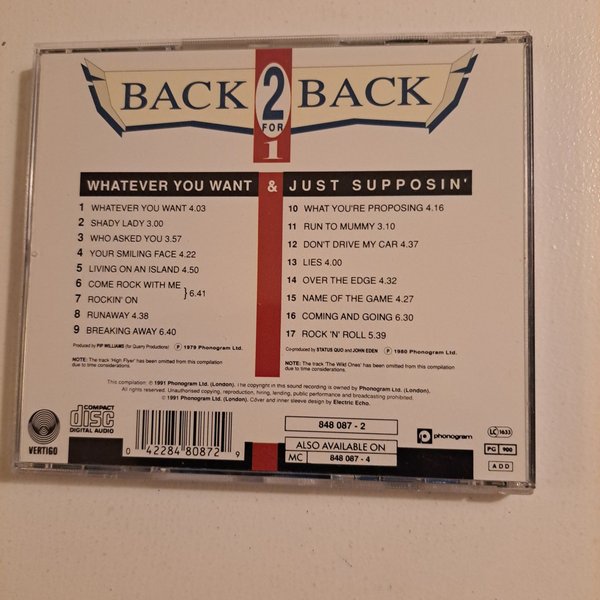 BACK 2 BACK
FOR
1
WHATEVER YOU WANT & JUST SUPPOSIN'
1 WHATEVER YOU WANT 4.03
2 SHADY LADY 3.00
3 WHO ASKED YOU 3.57
4 YOUR SMILING FACE 4.22
5 LIVING ON AN ISLAND 4.50
6 COME ROCK WITH ME
7 ROCKIN' ON
} 6.41
8 RUNAWAY 4.38
9 BREAKING AWAY 6.40
Produced by PIP WILLIAMS (for Query Productions) Ⓟ 1979 Phonogram Ltd.
NOTE: The track 'High Flyer' has been omitted from this compilation
due to time considerations.
10 WHAT YOU'RE PROPOSING 4.16
11 RUN TO MUMMY 3.10
12 DON'T DRIVE MY CAR 4.37
13 LIES 4.00
14 OVER THE EDGE 4.32
15 NAME OF THE GAME 4.27
16 COMING AND GOING 6.30
17 ROCK 'N' ROLL 5.39
Co-produced by STATUS QUO and JOHN EDEN Ⓟ 1980 Phonogram Ltd.
NOTE: The track 'The Wild Ones' has been omitted from this compilation
due to time considerations.
This compilation: Ⓟ 1991 Phonogram Ltd. (London). The copyright in this sound recording is owned by Phonogram Ltd. (London).
All rights reserved. Unauthorised copying, reproduction, hiring, lending, public performance and broadcasting prohibited.
© 1991 Phonogram Ltd. (London). Cover and inner sleeve design by Electric Echo.
VERTIGO
COMPACT
disc
DIGITAL AUDIO
0 42284 80872 9
848 087 - 2
ALSO AVAILABLE ON
MC 848 087 - 4
phonogram
LC 1633
PG 900
ADD